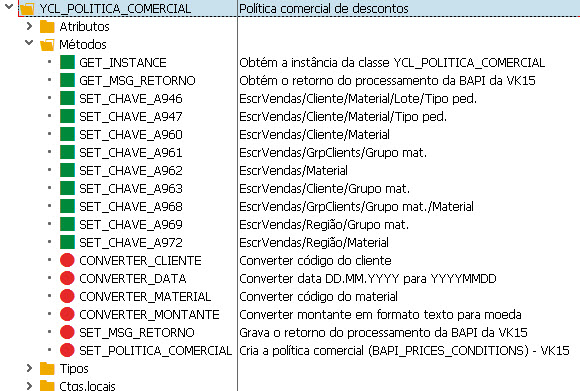 YCL_POLITICA_COMERCIAL Política comercial de descontos
Atributos
Métodos
GET_INSTANCE Obtém a instância da classe YCL_POLITICA_COMERCIAL
GET_MSG_RETORNO Obtém o retorno do processamento da BAPI da VK15
SET_CHAVE_A946 EscrVendas/Cliente/Material/Lote/Tipo ped.
SET_CHAVE_A947 EscrVendas/Cliente/Material/Tipo ped.
SET_CHAVE_A960 EscrVendas/Cliente/Material
SET_CHAVE_A961 EscrVendas/GrpClients/Grupo mat.
SET_CHAVE_A962 EscrVendas/Material
SET_CHAVE_A963 EscrVendas/Cliente/Grupo mat.
SET_CHAVE_A968 EscrVendas/GrpClients/Grupo mat./Material
SET_CHAVE_A969 EscrVendas/Região/Grupo mat.
SET_CHAVE_A972 EscrVendas/Região/Material
CONVERTER_CLIENTE Converter código do cliente
CONVERTER_DATA Converter data DD.MM.YYYY para YYYYMMDD
CONVERTER_MATERIAL Converter código do material
CONVERTER_MONTANTE Converter montante em formato texto para moeda
SET_MSG_RETORNO Grava o retorno do processamento da BAPI da VK15
SET_POLITICA_COMERCIAL Cria a política comercial (BAPI_PRICES_CONDITIONS) - VK15
Tipos
Ctgs.locais